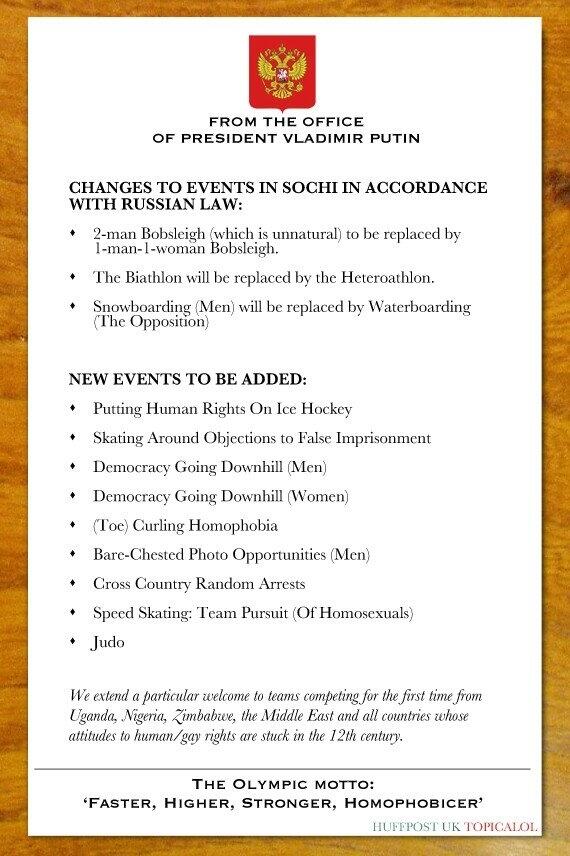 FROM THE OFFICE
OF PRESIDENT VLADIMIR PUTIN
CHANGES TO EVENTS IN SOCHI IN ACCORDANCE
WITH RUSSIAN LAW:
♦ 2-man Bobsleigh (which is unnatural) to be replaced by
1-man-1-woman Bobsleigh.
♦ The Biathlon will be replaced by the Heteroathlon.
♦ Snowboarding (Men) will be replaced by Waterboarding
(The Opposition)
NEW EVENTS TO BE ADDED:
♦ Putting Human Rights On Ice Hockey
♦ Skating Around Objections to False Imprisonment
♦ Democracy Going Downhill (Men)
♦ Democracy Going Downhill (Women)
♦ (Toe) Curling Homophobia
♦ Bare-Chested Photo Opportunities (Men)
♦ Cross Country Random Arrests
♦ Speed Skating: Team Pursuit (Of Homosexuals)
♦ Judo
We extend a particular welcome to teams competing for the first time from
Uganda, Nigeria, Zimbabwe, the Middle East and all countries whose
attitudes to human/gay rights are stuck in the 12th century.
THE OLYMPIC MOTTO:
‘FASTER, HIGHER, STRONGER, HOMOPHOBICER’
HUFFPOST UK TOPICALOL